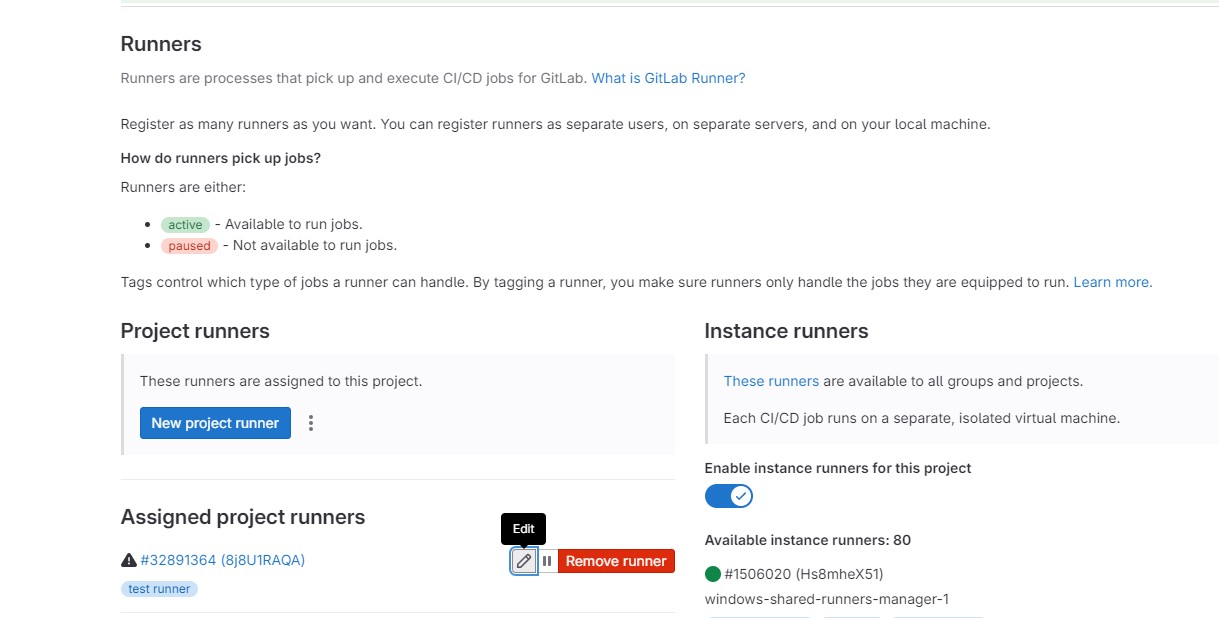 Runners
Runners are processes that pick up and execute CI/CD jobs for GitLab. What is GitLab Runner?
Register as many runners as you want. You can register runners as separate users, on separate servers, and on your local machine.
How do runners pick up jobs?
Runners are either:
active - Available to run jobs.
paused - Not available to run jobs.
Tags control which type of jobs a runner can handle. By tagging a runner, you make sure runners only handle the jobs they are equipped to run. Learn more.
Project runners
These runners are assigned to this project.
New project runner
Assigned project runners
Edit
#32891364 (8j8U1RAQA)
Remove runner
test runner
Instance runners
These runners are available to all groups and projects.
Each CI/CD job runs on a separate, isolated virtual machine.
Enable instance runners for this project
Available instance runners: 80
#1506020 (Hs8mheX51)
windows-shared-runners-manager-1